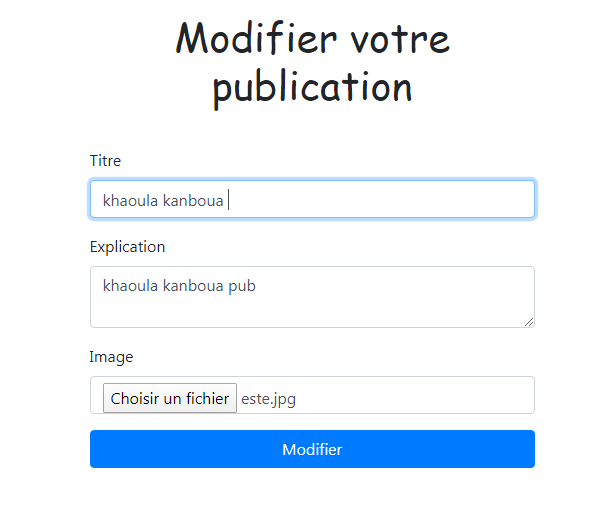 Modifier votre
publication
Titre
khaoula kanboua
Explication
khaoula kanboua pub
Image
Choisir un fichier este.jpg
Modifier